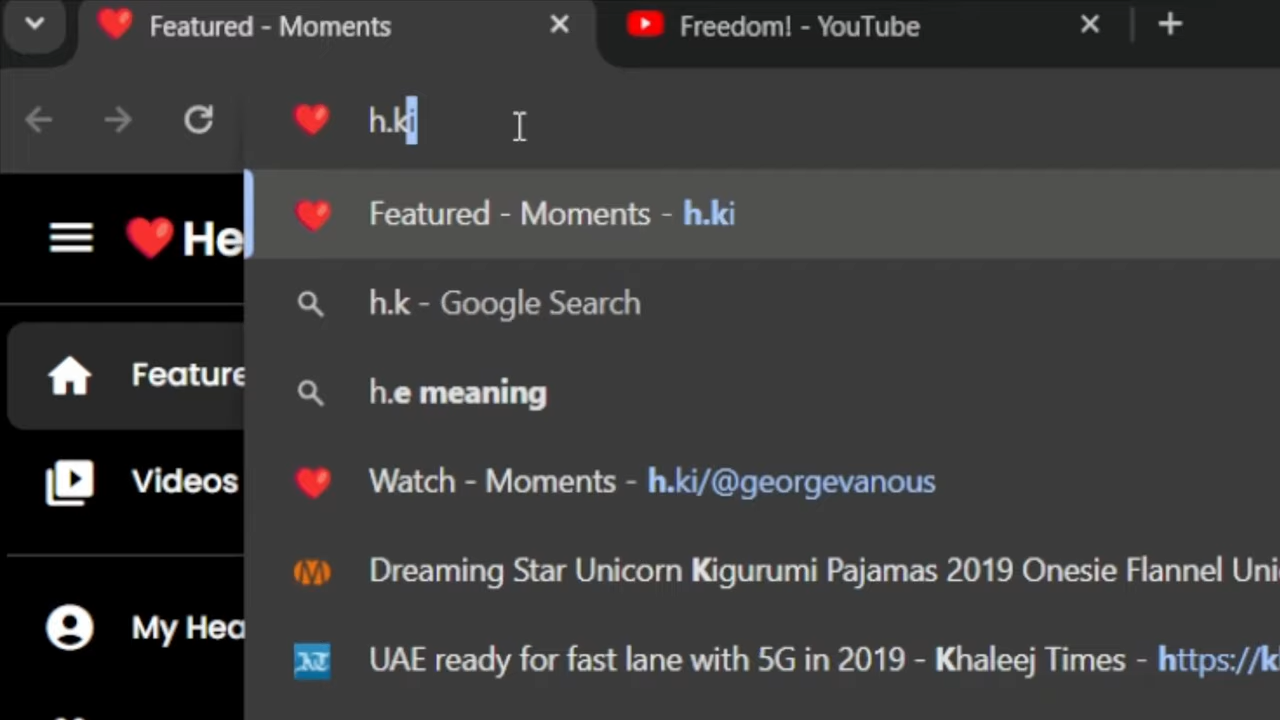 Featured - Moments
Freedom! - YouTube
h.ki
He
Featured - Moments - h.ki
h.k - Google Search
Feature
h.e meaning
Videos
Watch - Moments - h.ki/@georgevanous
Dreaming Star Unicorn Kigurumi Pajamas 2019 Onesie Flannel Uni
My Hea
UAE ready for fast lane with 5G in 2019 - Khaleej Times - https://k